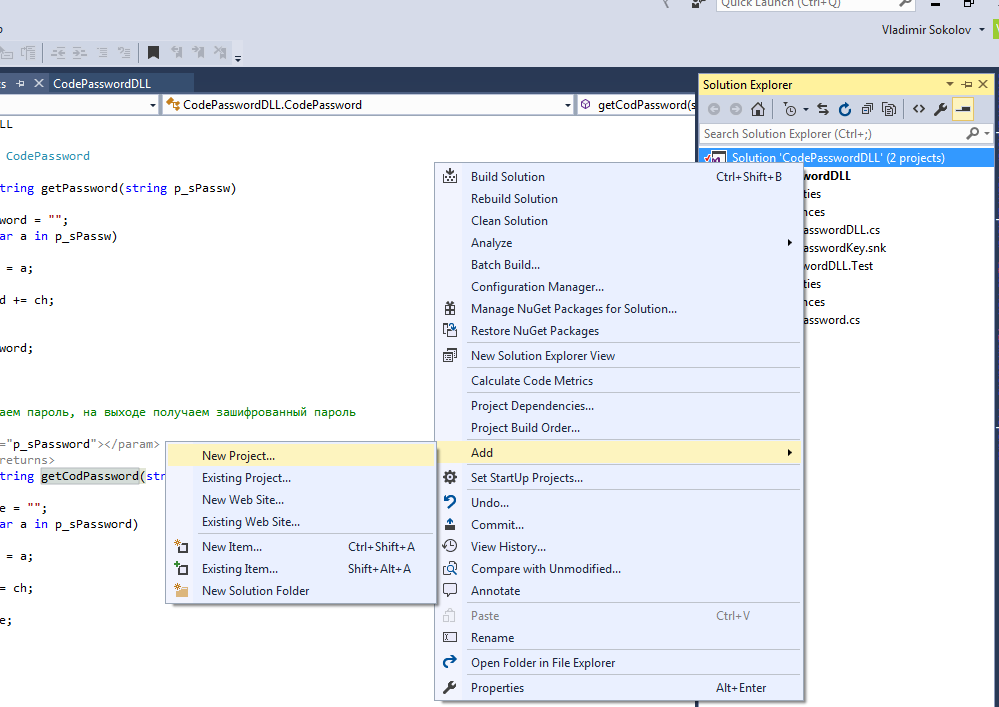 Quick Launch (Ctrl+Q)
Vladimir Sokolov
CodePasswordDLL
CodePasswordDLL.CodePassword
getCodPassword(s
Solution Explorer
Search Solution Explorer (Ctrl+;)
Solution 'CodePasswordDLL' (2 projects)
wordDLL
ties
nces
asswordDLL.cs
asswordKey.snk
wordDLL.Test
ties
nces
assword.cs
LL
CodePassword
tring getPassword(string p_sPassw)
word = "";
ar a in p_sPassw)
= a;
d += ch;
word;
аем пароль, на выходе получаем зашифрованный пароль
="p_sPassword"></param>
returns>
tring getCodPassword(str
e = "";
ar a in p_sPassword)
= a;
= ch;
e;
Build Solution Ctrl+Shift+B
Rebuild Solution
Clean Solution
Analyze
Batch Build...
Configuration Manager...
Manage NuGet Packages for Solution...
Restore NuGet Packages
New Solution Explorer View
Calculate Code Metrics
Project Dependencies...
Project Build Order...
Add
Set StartUp Projects...
Undo...
Commit...
View History...
Compare with Unmodified...
Annotate
Paste Ctrl+V
Rename
Open Folder in File Explorer
Properties Alt+Enter
New Project...
Existing Project...
New Web Site...
Existing Web Site...
New Item... Ctrl+Shift+A
Existing Item... Shift+Alt+A
New Solution Folder